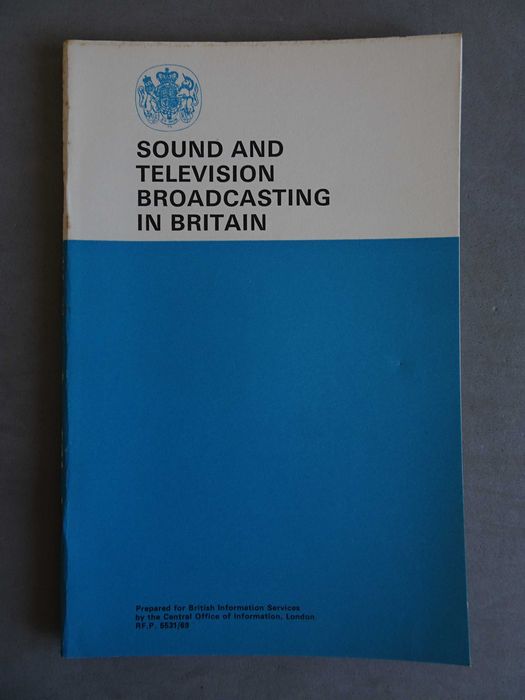 SOUND AND
TELEVISION
BROADCASTING
IN BRITAIN
Prepared for British Information Services
by the Central Office of Information, London
RF.P. 5531/69